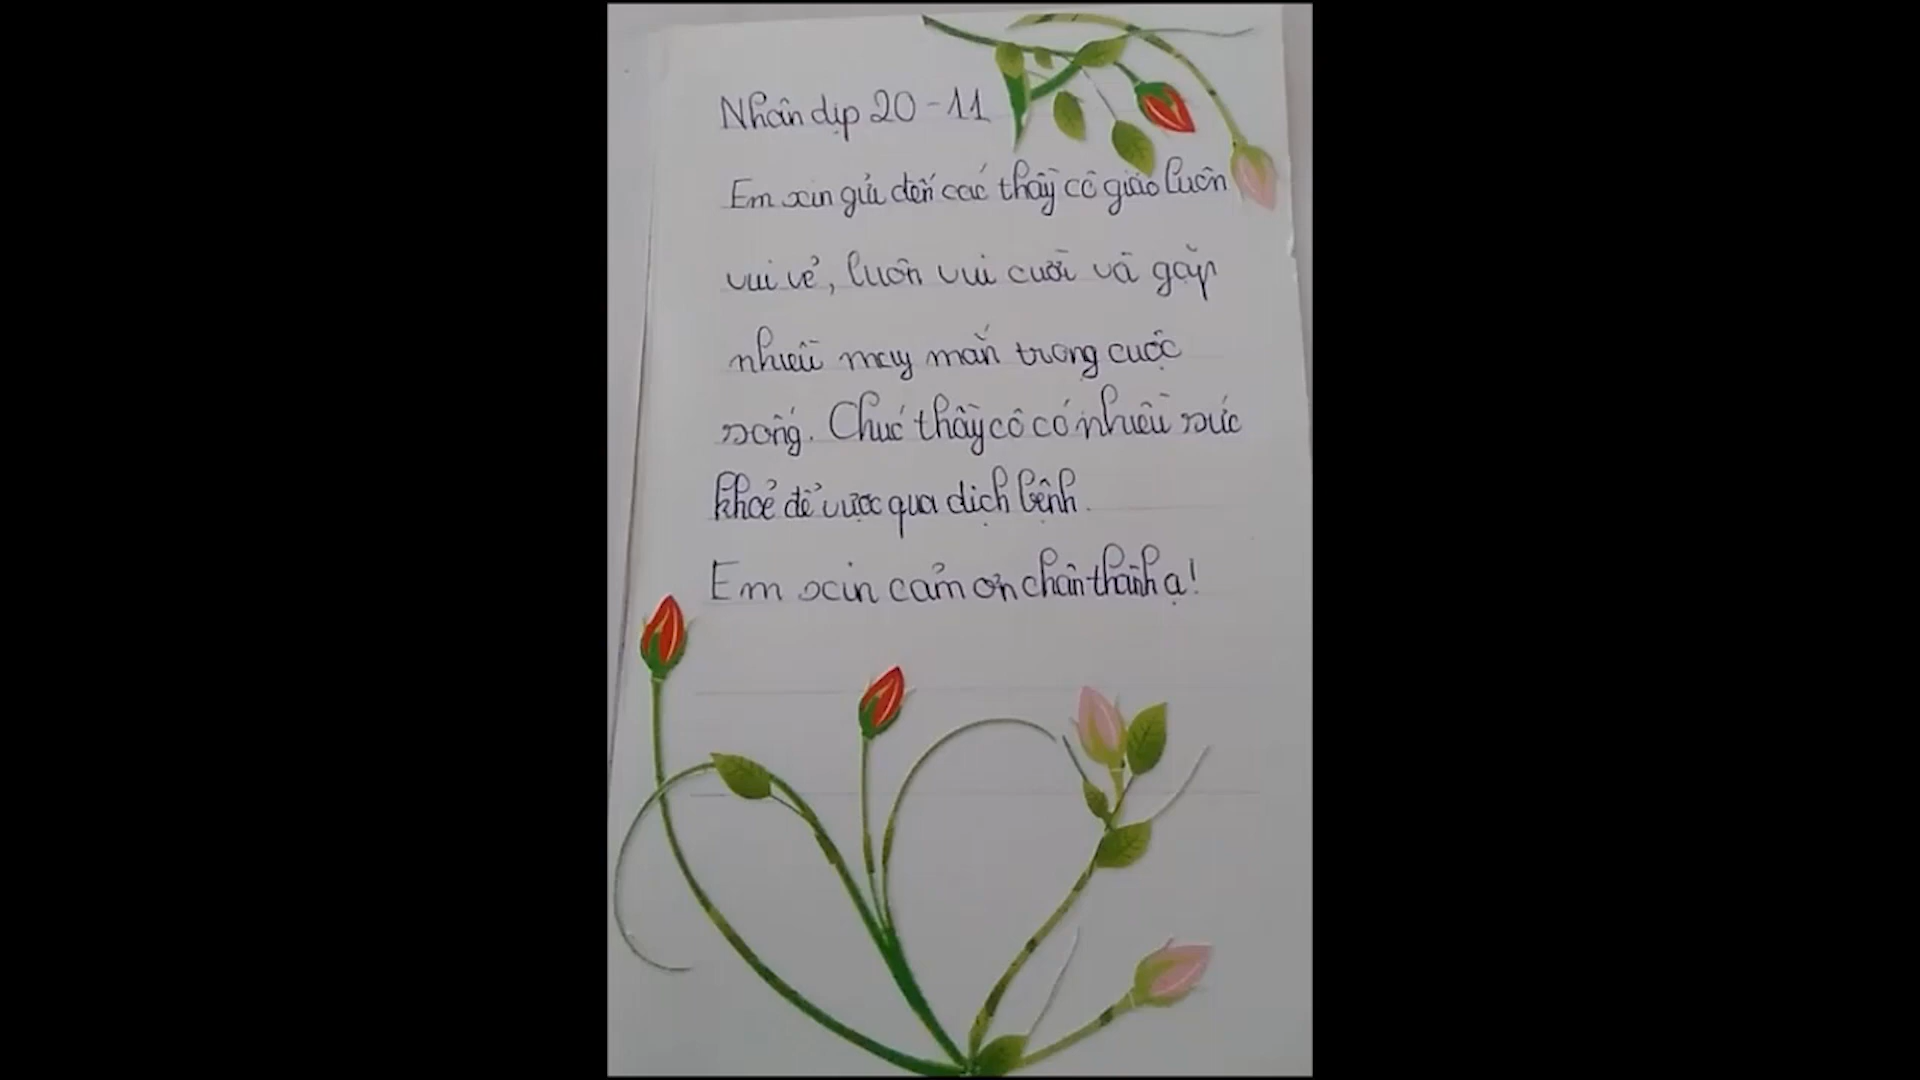 Nhân dịp 20-11
Em xin gửi đến các thầy cô giáo luôn
vui vẻ, luôn vui cười và gặp
nhiều may mắn trong cuộc
sống. Chúc thầy cô có nhiều sức
khoẻ để vược qua dịch bệnh.
Em xin cảm ơn chân thành ạ!